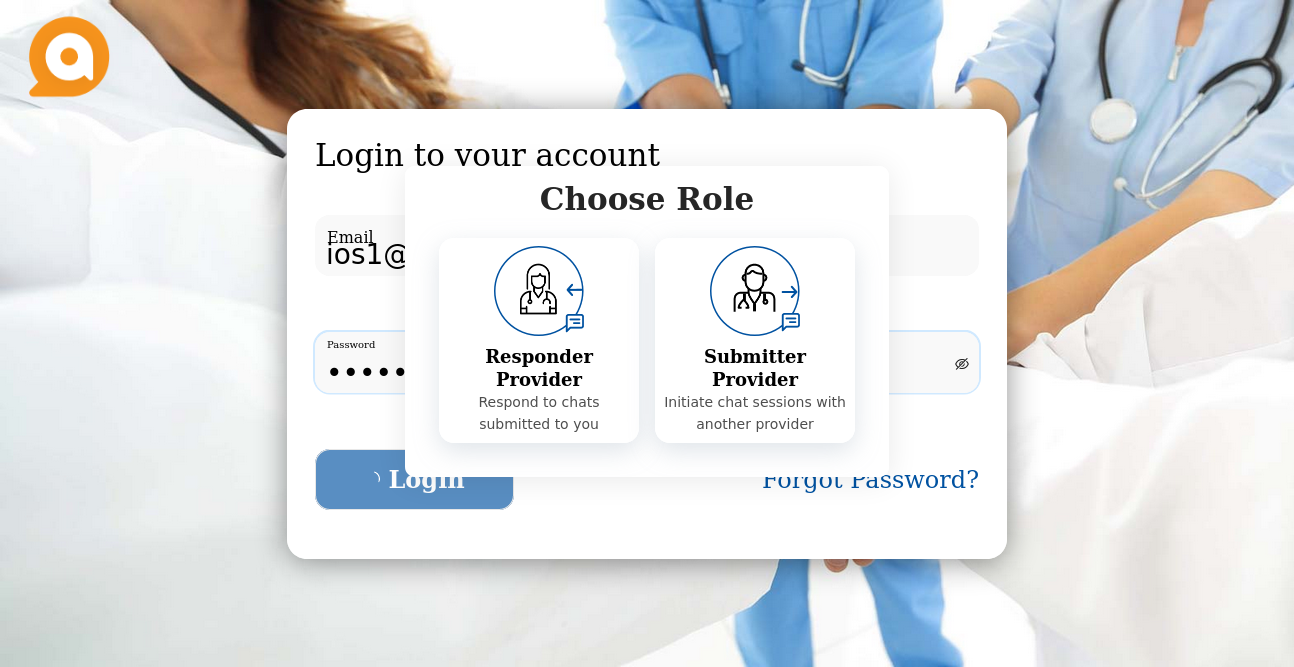 Login to your account
Choose Role
Email
ios1@
Password
Responder
Provider
Respond to chats
submitted to you
Submitter
Provider
Initiate chat sessions with
another provider
Login
Forgot Password?